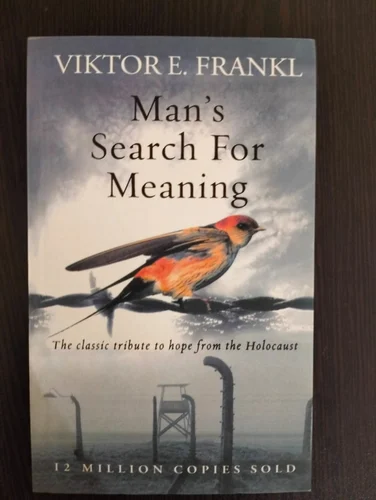 VIKTOR E. FRANKL
Man's
Search For
Meaning
The classic tribute to hope from the Holocaust
12 MILLION COPIES SOLD